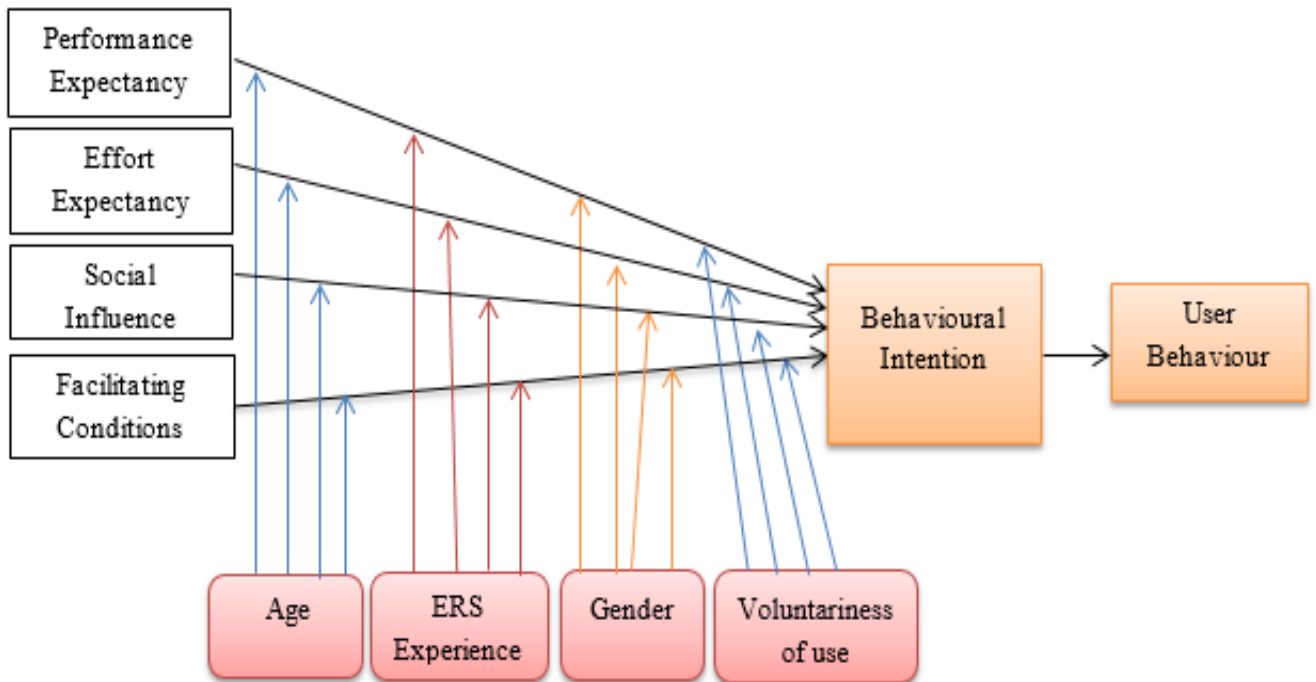 Performance
Expectancy
Effort
Expectancy
Social
Influence
Facilitating
Conditions
Behavioural
Intention
User
Behaviour
Age
ERS
Experience
Gender
Voluntariness
of use